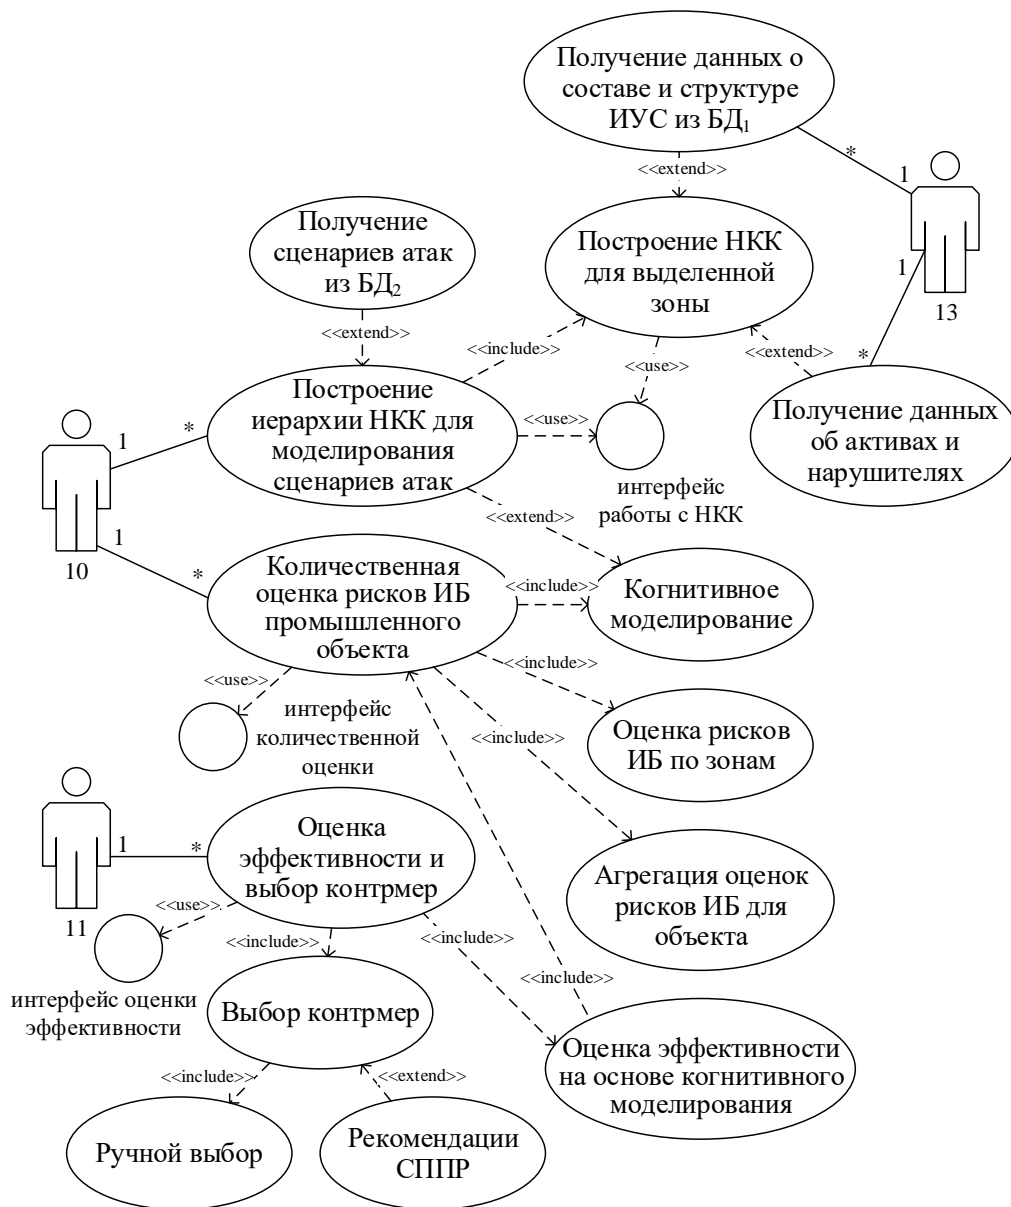 Получение данных о
составе и структуре
ИУС из БД₁
*
1
<<extend>>
Получение
сценариев атак
из БД₂
Построение НКК
для выделенной
зоны
1
13
<<extend>>
<<include>>
<<use>>
<<extend>>
*
Построение
иерархии НКК для
моделирования
сценариев атак
<<use>>
Получение данных
об активах и
нарушителях
1
*
интерфейс
работы с НКК
<<extend>>
1
*
10
Количественная
оценка рисков ИБ
промышленного
объекта
<<include>>
Когнитивное
моделирование
<<include>>
<<use>>
интерфейс
количественной
оценки
<<include>>
Оценка рисков
ИБ по зонам
1
*
11
Оценка
эффективности и
выбор контрмер
Агрегация оценок
рисков ИБ для
объекта
<<use>>
<<include>>
<<include>>
<<include>>
интерфейс оценки
эффективности
Выбор контрмер
Оценка эффективности
на основе когнитивного
моделирования
<<include>>
<<extend>>
Ручной выбор
Рекомендации
СППР